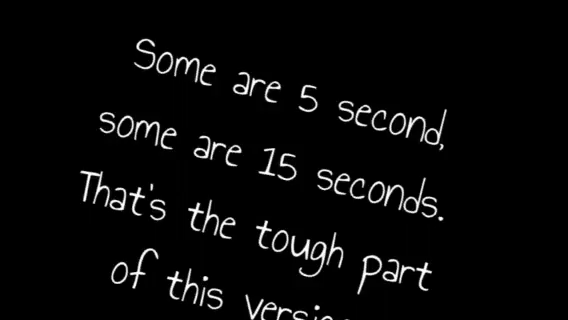 Some are 5 second,
some are 15 seconds.
That's the tough part
of this